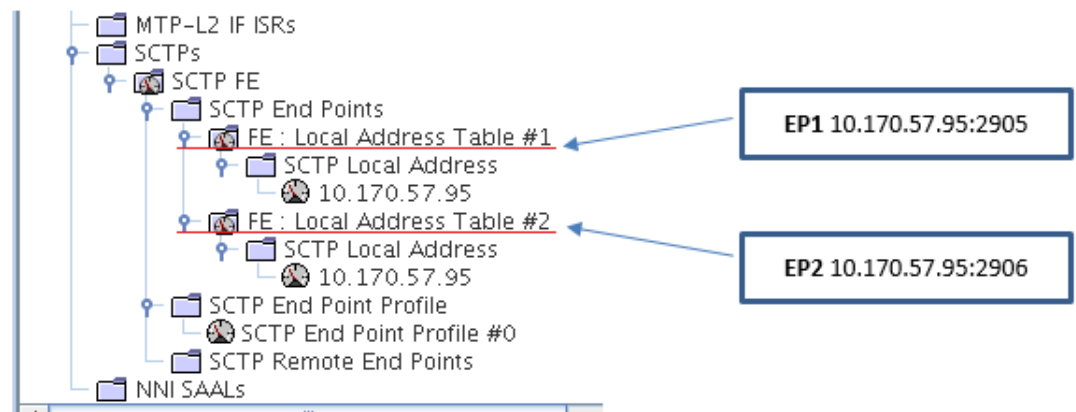 MTP-L2 IF ISRs
SCTPs
SCTP FE
SCTP End Points
FE : Local Address Table #1
SCTP Local Address
10.170.57.95
FE : Local Address Table #2
SCTP Local Address
10.170.57.95
SCTP End Point Profile
SCTP End Point Profile #0
SCTP Remote End Points
NNI SAALs
EP1 10.170.57.95:2905
EP2 10.170.57.95:2906